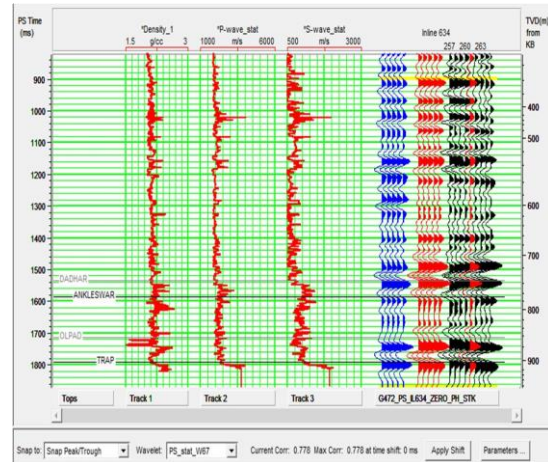 PS Time (ms)
*Density_1
1.5 g/cc 3
*P-wave_stat
1000 m/s 6000
*S-wave_stat
500 m/s 3000
Inline 634
257 260 263
TVD(m) from KB
900
1000
1100
1200
1300
1400
1500
1600
1700
1800
400
500
600
700
800
900
DADHAR
ANKLESWAR
OLPAD
TRAP
Tops
Track 1
Track 2
Track 3
G472_PS_IL634_ZERO_PH_STK
Snap to: Snap Peak/Trough
Wavelet: PS_stat_W67
Current Corr: 0.778 Max Corr: 0.778 at time shift: 0 ms
Apply Shift
Parameters ...